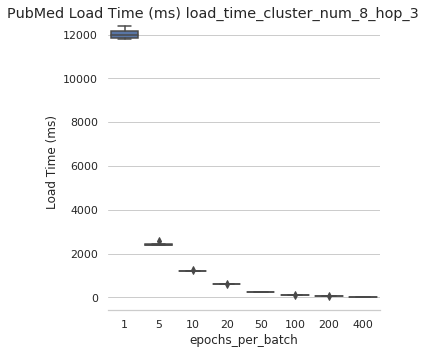 PubMed Load Time (ms) load_time_cluster_num_8_hop_3
12000
10000
8000
6000
4000
2000
0
Load Time (ms)
1 5 10 20 50 100 200 400
epochs_per_batch